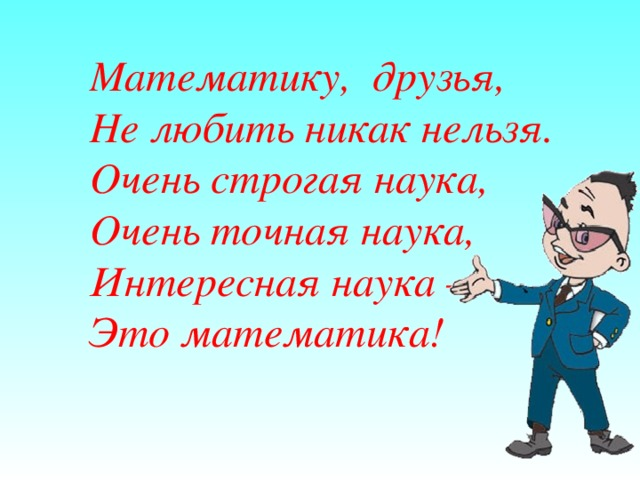 Математику, друзья,
Не любить никак нельзя.
Очень строгая наука,
Очень точная наука,
Интересная наука –
Это математика!